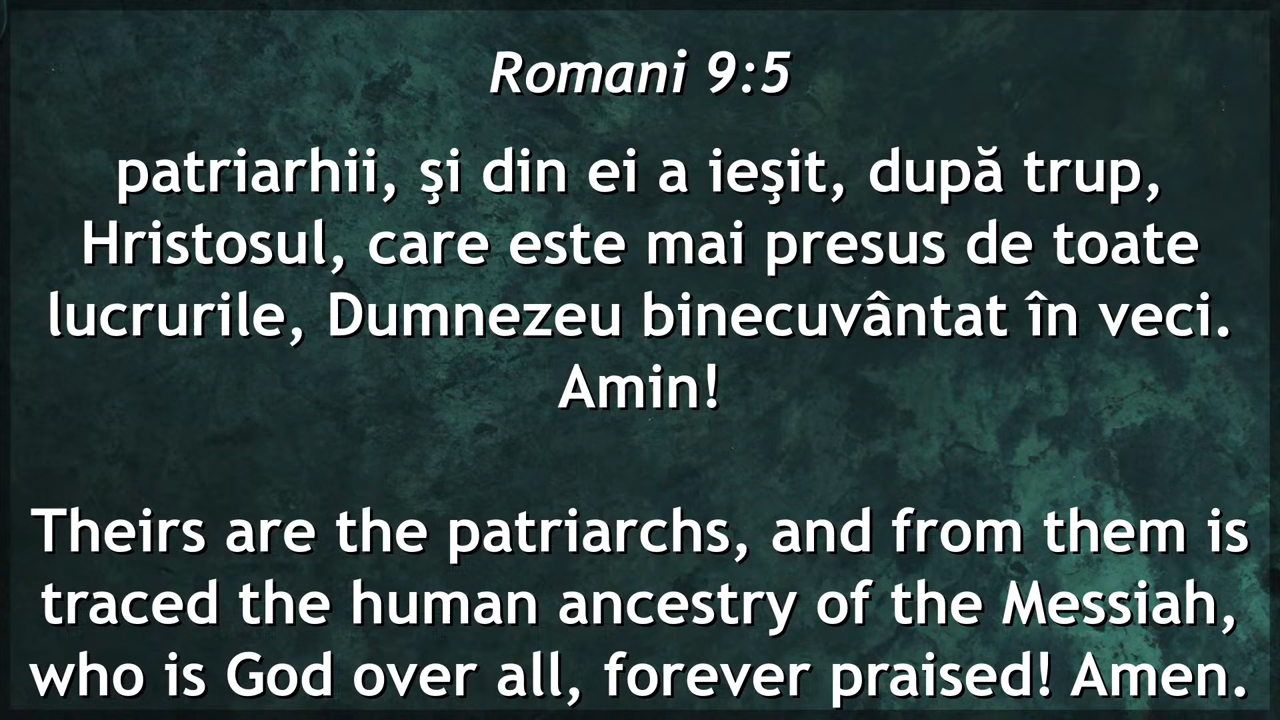 Romani 9:5
patriarhii, şi din ei a ieşit, după trup,
Hristosul, care este mai presus de toate
lucrurile, Dumnezeu binecuvântat în veci.
Amin!
Theirs are the patriarchs, and from them is
traced the human ancestry of the Messiah,
who is God over all, forever praised! Amen.